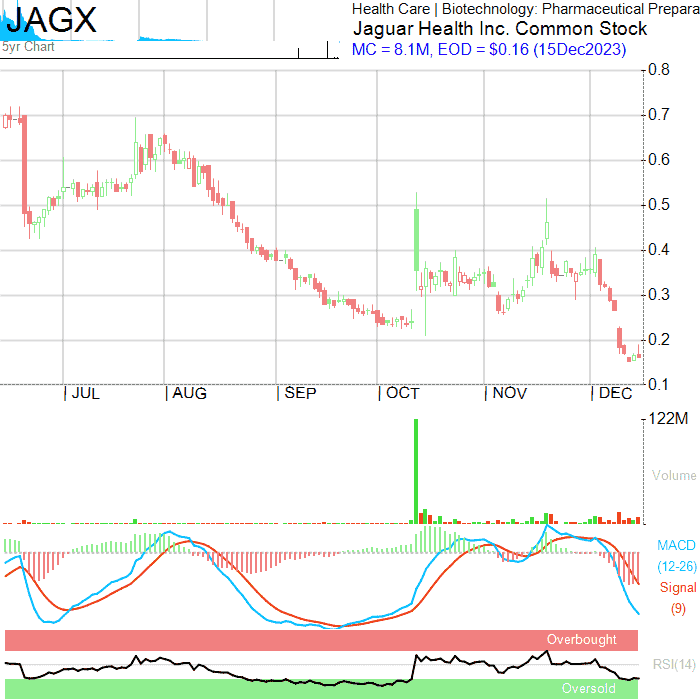 JAGX
Health Care | Biotechnology: Pharmaceutical Prepara
Jaguar Health Inc. Common Stock
5yr Chart
MC = 8.1M, EOD = $0.16 (15Dec2023)
0.8
0.7
0.6
0.5
0.4
0.3
0.2
0.1
JUL
AUG
SEP
OCT
NOV
DEC
122M
Volume
MACD
(12-26)
Signal
(9)
Overbought
RSI(14)
Oversold